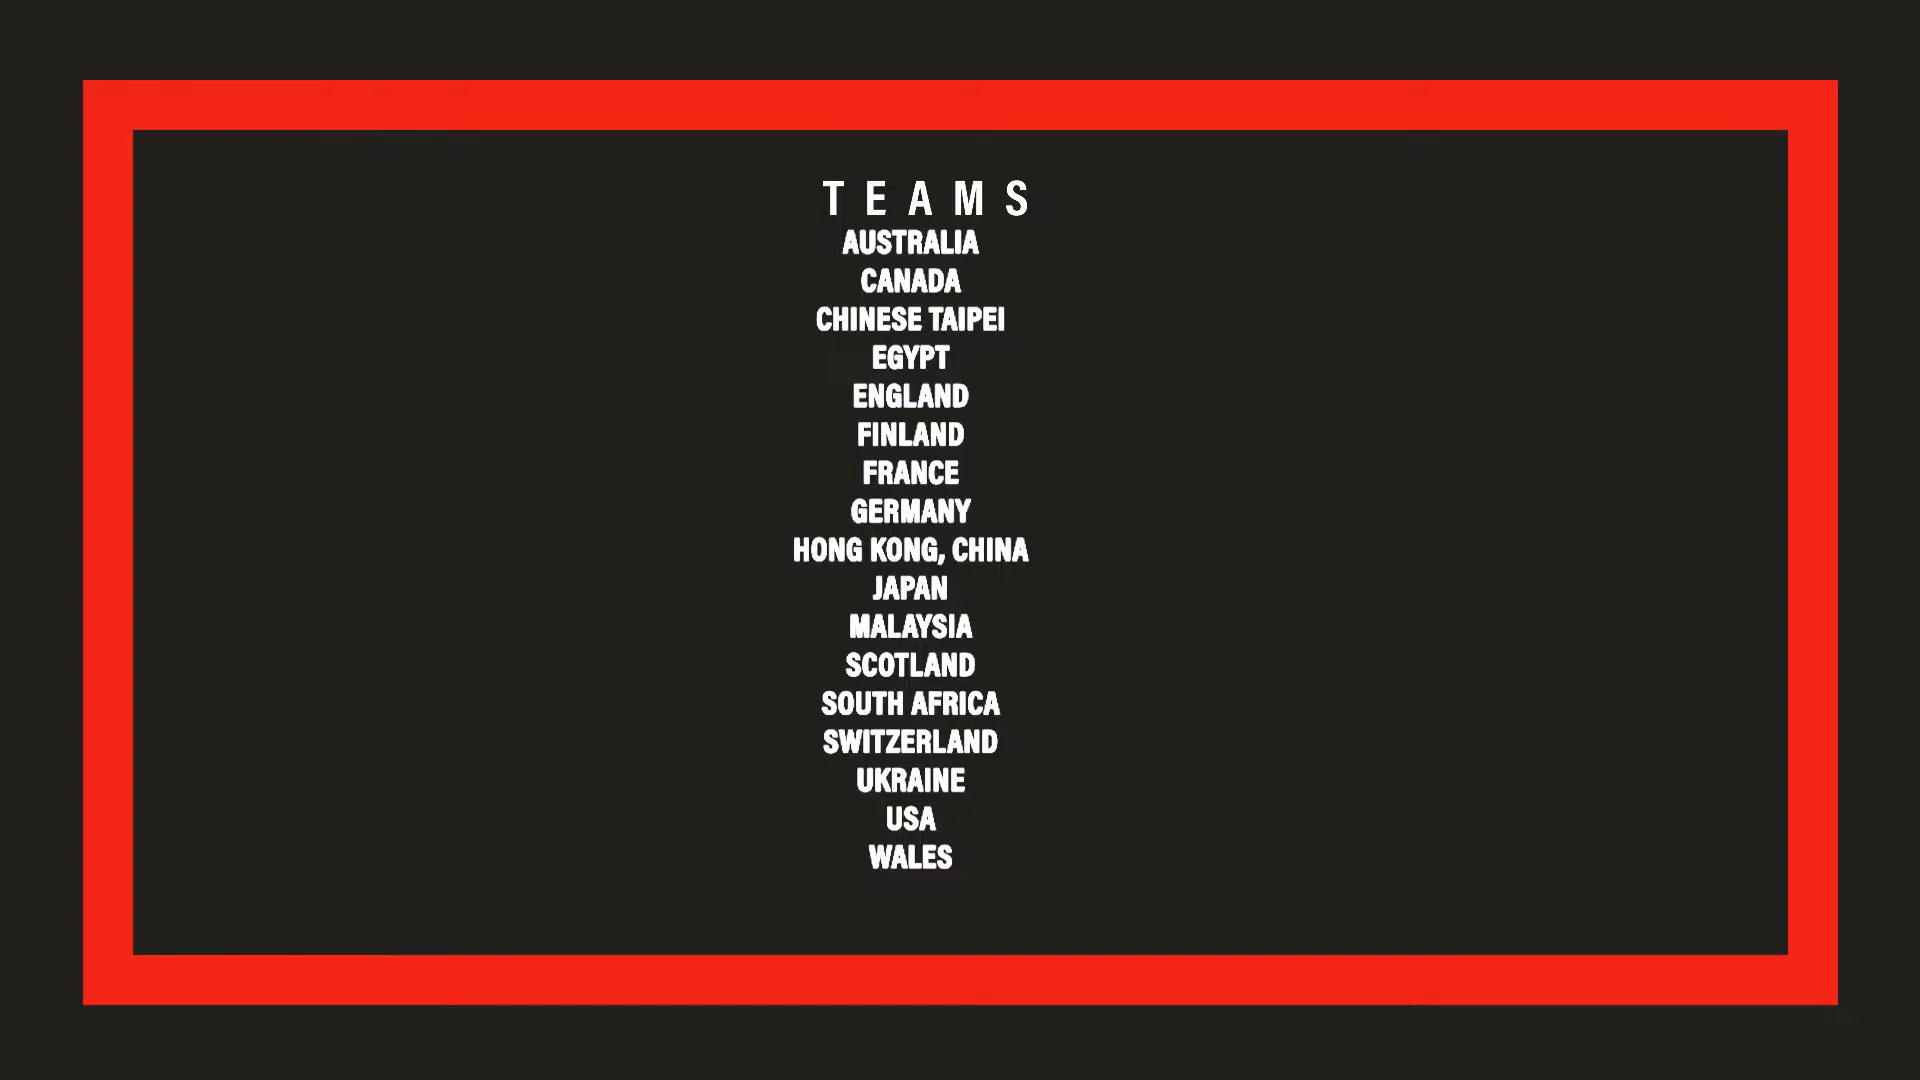 TEAMS
AUSTRALIA
CANADA
CHINESE TAIPEI
EGYPT
ENGLAND
FINLAND
FRANCE
GERMANY
HONG KONG, CHINA
JAPAN
MALAYSIA
SCOTLAND
SOUTH AFRICA
SWITZERLAND
UKRAINE
USA
WALES